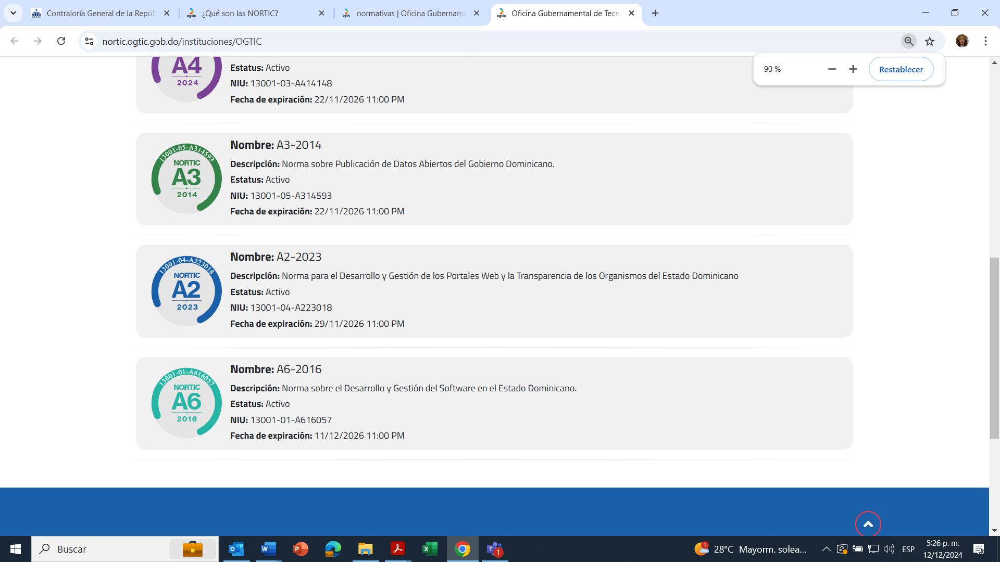 Contraloría General de la Repúb
¿Qué son las NORTIC?
normativas | Oficina Gubername
Oficina Gubernamental de Tecn
nortic.ogtic.gob.do/instituciones/OGTIC
90 %
Restablecer
A4
2024
Estatus: Activo
NIU: 13001-03-A414148
Fecha de expiración: 22/11/2026 11:00 PM
13001-05-A314593
NORTIC
A3
2014
Nombre: A3-2014
Descripción: Norma sobre Publicación de Datos Abiertos del Gobierno Dominicano.
Estatus: Activo
NIU: 13001-05-A314593
Fecha de expiración: 22/11/2026 11:00 PM
13001-04-A223018
NORTIC
A2
2023
Nombre: A2-2023
Descripción: Norma para el Desarrollo y Gestión de los Portales Web y la Transparencia de los Organismos del Estado Dominicano
Estatus: Activo
NIU: 13001-04-A223018
Fecha de expiración: 29/11/2026 11:00 PM
13001-01-A616057
NORTIC
A6
2016
Nombre: A6-2016
Descripción: Norma sobre el Desarrollo y Gestión del Software en el Estado Dominicano.
Estatus: Activo
NIU: 13001-01-A616057
Fecha de expiración: 11/12/2026 11:00 PM
Buscar
28°C Mayorm. solea...
ESP
5:26 p. m.
12/12/2024